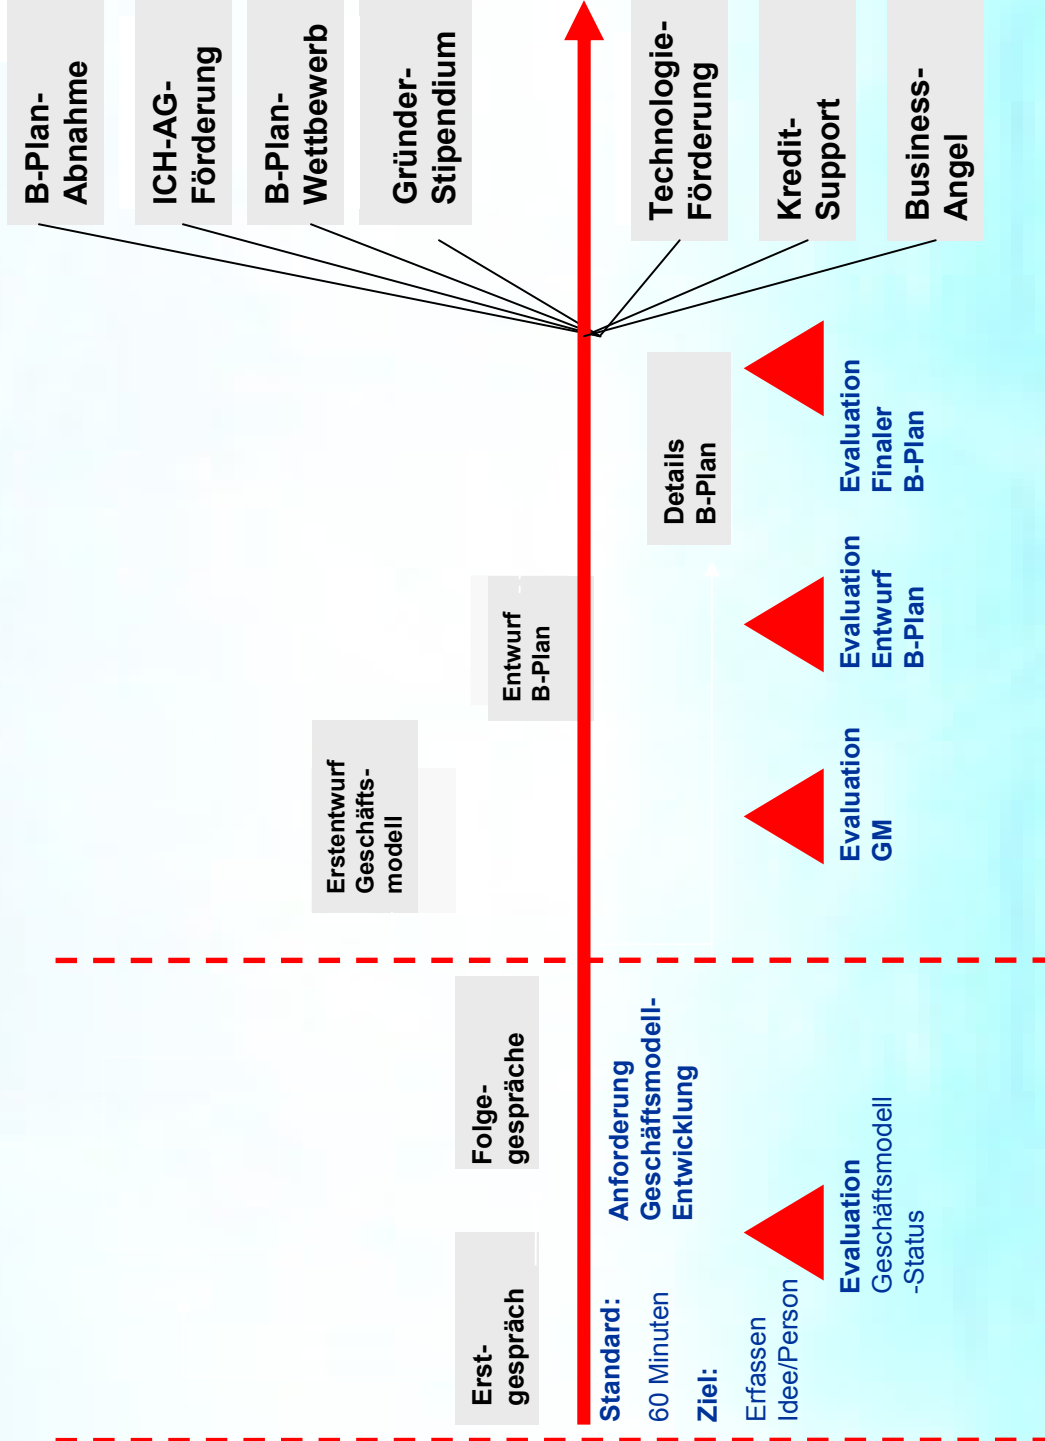 Erst-
gespräch
Folge-
gespräche
Erstentwurf
Geschäfts-
modell
Entwurf
B-Plan
Details
B-Plan
B-Plan-
Abnahme
ICH-AG-
Förderung
B-Plan-
Wettbewerb
Gründer-
Stipendium
Technologie-
Förderung
Kredit-
Support
Business-
Angel
Standard:
60 Minuten
Ziel:
Erfassen
Idee/Person
Anforderung
Geschäftsmodell-
Entwicklung
Evaluation
Geschäftsmodell
-Status
Evaluation
GM
Evaluation
Entwurf
B-Plan
Evaluation
Finaler
B-Plan